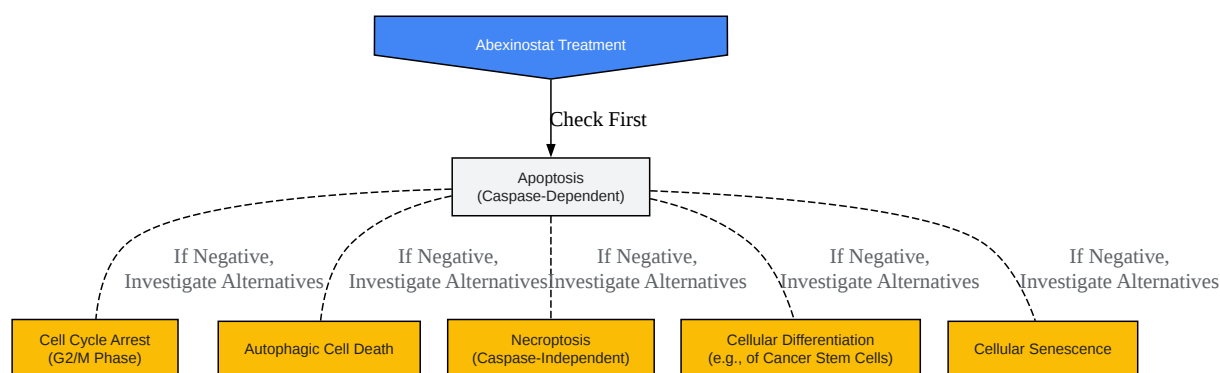 Abexinostat Treatment
Check First
Apoptosis
(Caspase-Dependent)
If Negative,
Investigate Alternatives
If Negative,
Investigate Alternatives
If Negative,
Investigate Alternatives
If Negative,
Investigate Alternatives
If Negative,
Investigate Alternatives
Cell Cycle Arrest
(G2/M Phase)
Autophagic Cell Death
Necroptosis
(Caspase-Independent)
Cellular Differentiation
(e.g., of Cancer Stem Cells)
Cellular Senescence